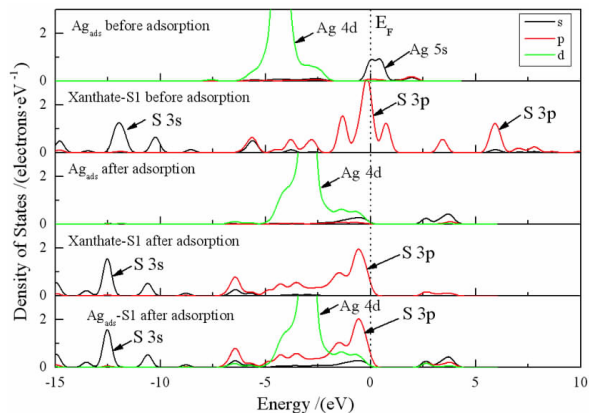 Ag_ads before adsorption
Ag 4d
E_F
Ag 5s
s
p
d
2
1
0
Xanthate-S1 before adsorption
S 3s
S 3p
S 3p
2
0
Ag_ads after adsorption
Ag 4d
2
0
Xanthate-S1 after adsorption
S 3s
S 3p
2
0
Ag_ads-S1 after adsorption
S 3s
Ag 4d
S 3p
2
0
-15 -10 -5 0 5 10
Energy /(eV)
Density of States /(electrons·eV⁻¹)